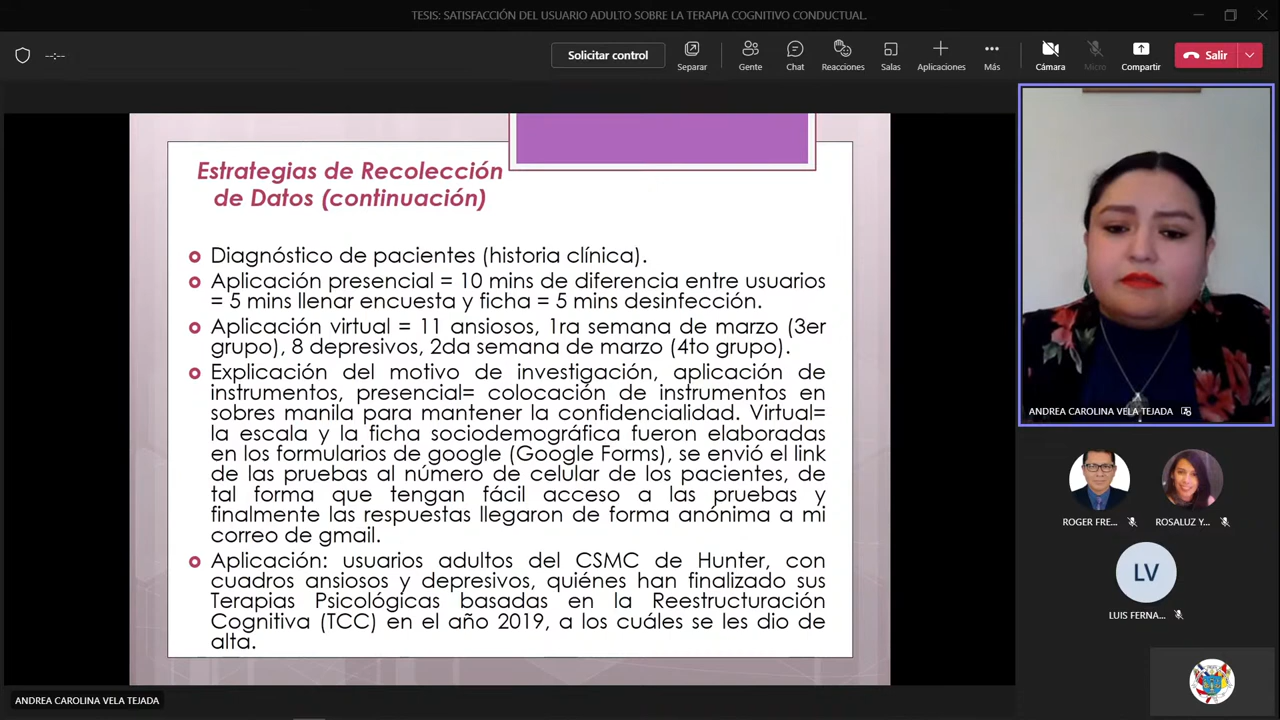 TESIS: SATISFACCIÓN DEL USUARIO ADULTO SOBRE LA TERAPIA COGNITIVO CONDUCTUAL.
--:--
Solicitar control
Separar
Gente
Chat
Reacciones
Salas
Aplicaciones
Más
Cámara
Micro
Compartir
Salir
Estrategias de Recolección
de Datos (continuación)
Diagnóstico de pacientes (historia clínica).
Aplicación presencial = 10 mins de diferencia entre usuarios
= 5 mins llenar encuesta y ficha = 5 mins desinfección.
Aplicación virtual = 11 ansiosos, 1ra semana de marzo (3er
grupo), 8 depresivos, 2da semana de marzo (4to grupo).
Explicación del motivo de investigación, aplicación de
instrumentos, presencial= colocación de instrumentos en
sobres manila para mantener la confidencialidad. Virtual=
la escala y la ficha sociodemográfica fueron elaboradas
en los formularios de google (Google Forms), se envió el link
de las pruebas al número de celular de los pacientes, de
tal forma que tengan fácil acceso a las pruebas y
finalmente las respuestas llegaron de forma anónima a mi
correo de gmail.
Aplicación: usuarios adultos del CSMC de Hunter, con
cuadros ansiosos y depresivos, quiénes han finalizado sus
Terapias Psicológicas basadas en la Reestructuración
Cognitiva (TCC) en el año 2019, a los cuáles se les dio de
alta.
ANDREA CAROLINA VELA TEJADA
ROGER FRE...
ROSALUZ Y...
LV
LUIS FERNA...
ANDREA CAROLINA VELA TEJADA